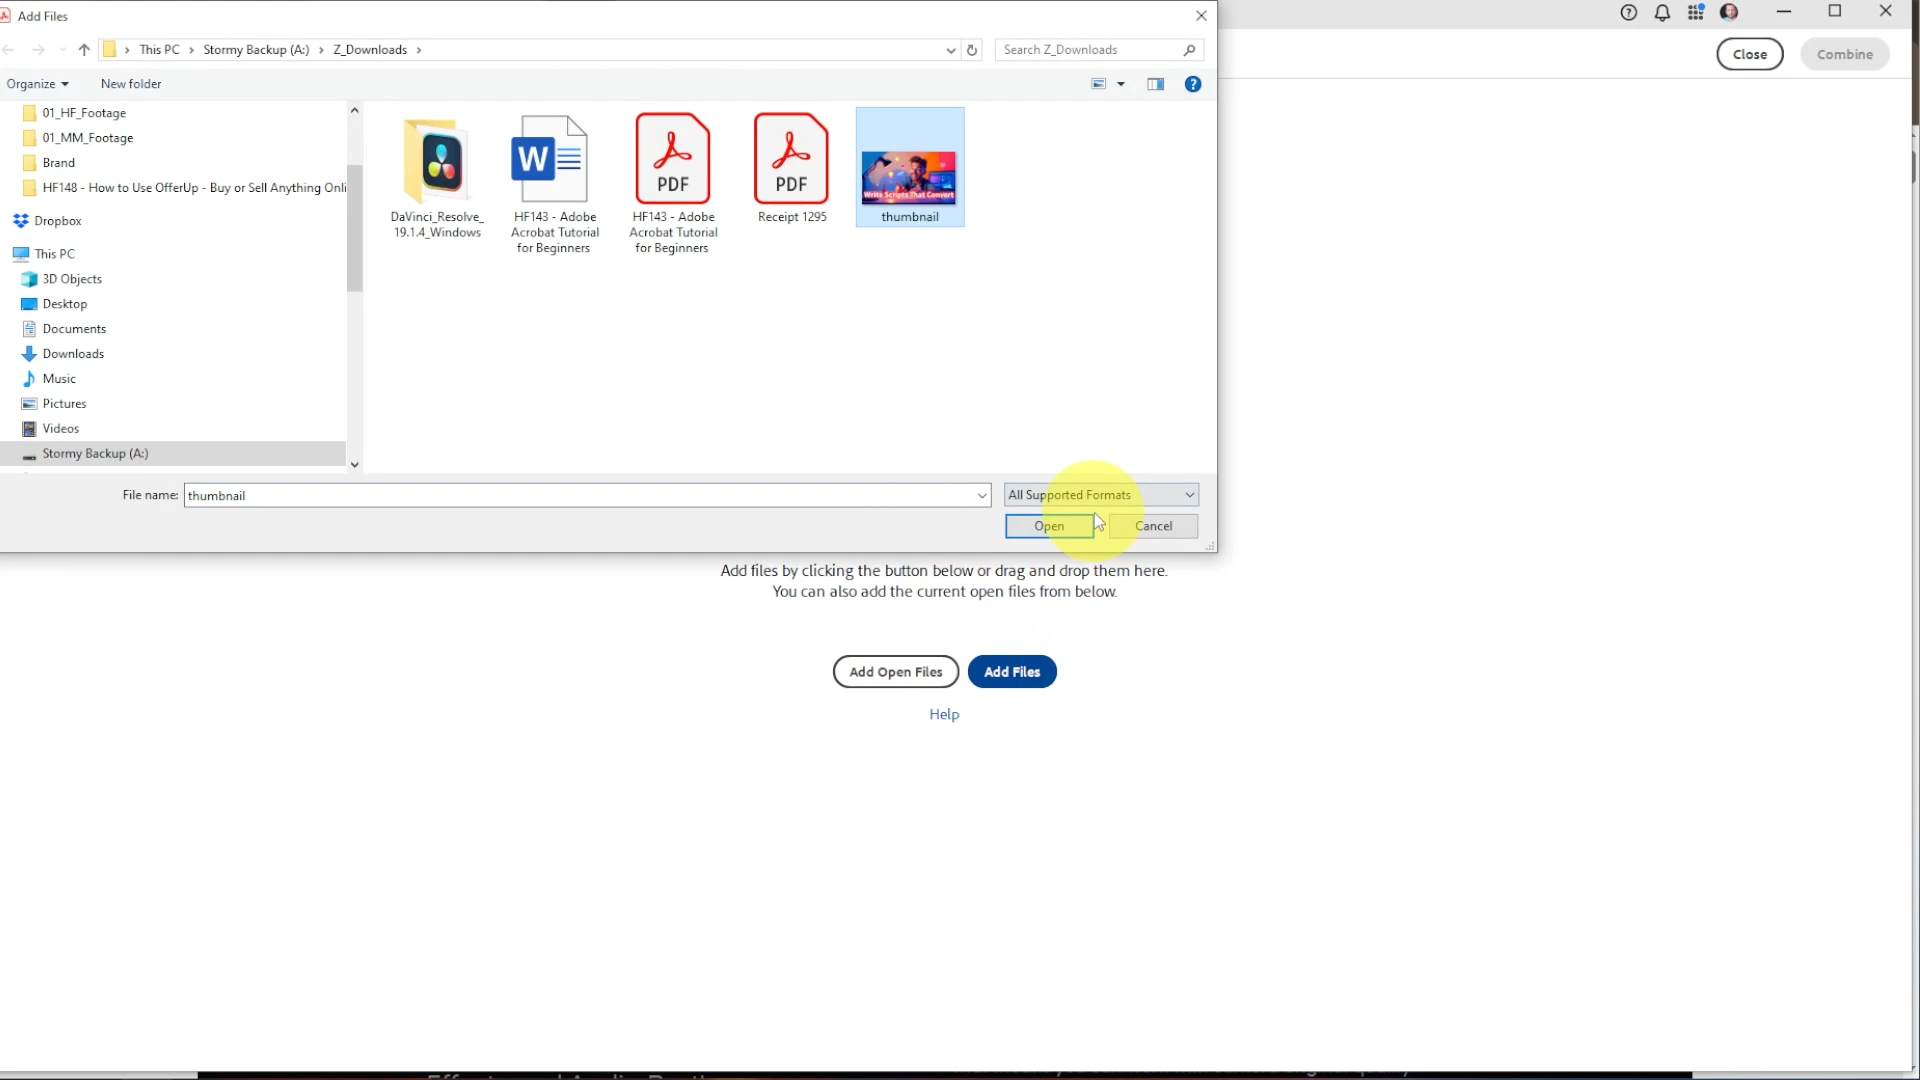 Add Files
This PC
Stormy Backup (A:)
Z_Downloads
Search Z_Downloads
Close
Combine
Organize
New folder
01_HF_Footage
01_MM_Footage
Brand
HF148 - How to Use OfferUp - Buy or Sell Anything Onli
Dropbox
This PC
3D Objects
Desktop
Documents
Downloads
Music
Pictures
Videos
Stormy Backup (A:)
DaVinci_Resolve_
19.1.4_Windows
W
HF143 - Adobe
Acrobat Tutorial
for Beginners
PDF
HF143 - Adobe
Acrobat Tutorial
for Beginners
PDF
Receipt 1295
Write Scripts That Convert
thumbnail
File name:
thumbnail
All Supported Formats
Open
Cancel
Add files by clicking the button below or drag and drop them here.
You can also add the current open files from below.
Add Open Files
Add Files
Help